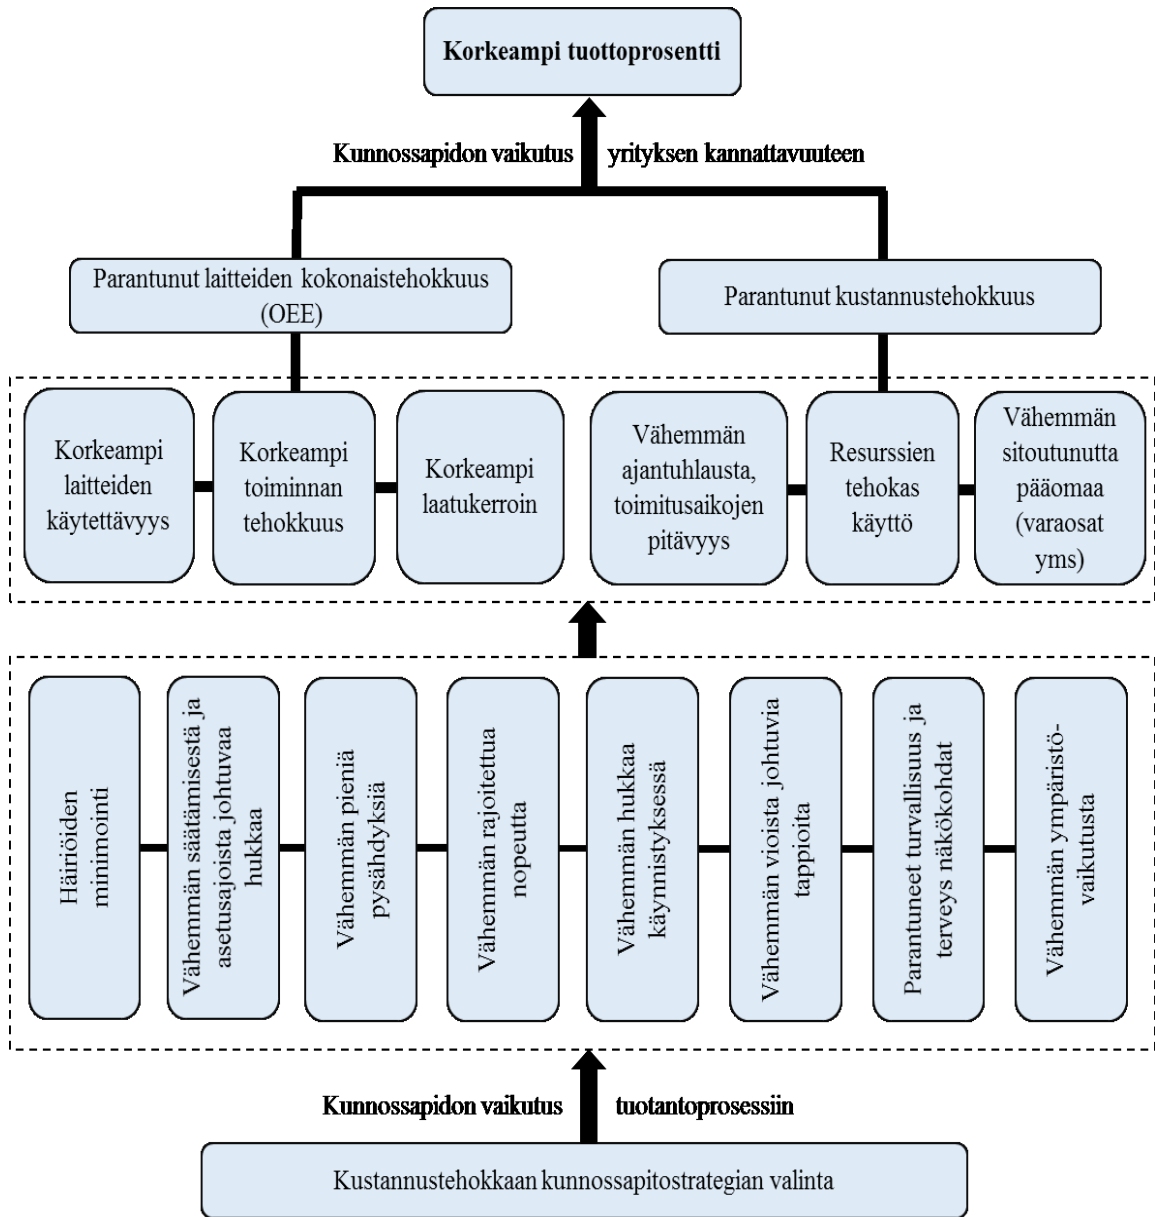 Korkeampi tuottoprosentti
Kunnossapidon vaikutus yrityksen kannattavuuteen
Parantunut laitteiden kokonaistehokkuus
(OEE)
Parantunut kustannustehokkuus
Korkeampi
laitteiden
käytettävyys
Korkeampi
toiminnan
tehokkuus
Korkeampi
laatukerroin
Vähemmän
ajantuhlausta,
toimitusaikojen
pitävyys
Resurssien
tehokas
käyttö
Vähemmän
sitoutunutta
pääomaa
(varaosat
yms)
Häiriöiden
minimointi
Vähemmän säätämisestä ja
asetusajoista johtuvaa
hukkaa
Vähemmän pieniä
pysähdyksiä
Vähemmän rajoitettua
nopeutta
Vähemmän hukkaa
käynnistyksessä
Vähemmän vioista johtuvia
tappioita
Parantuneet turvallisuus ja
terveys näkökohdat
Vähemmän ympäristö-
vaikutusta
Kunnossapidon vaikutus tuotantoprosessiin
Kustannustehokkaan kunnossapitostrategian valinta